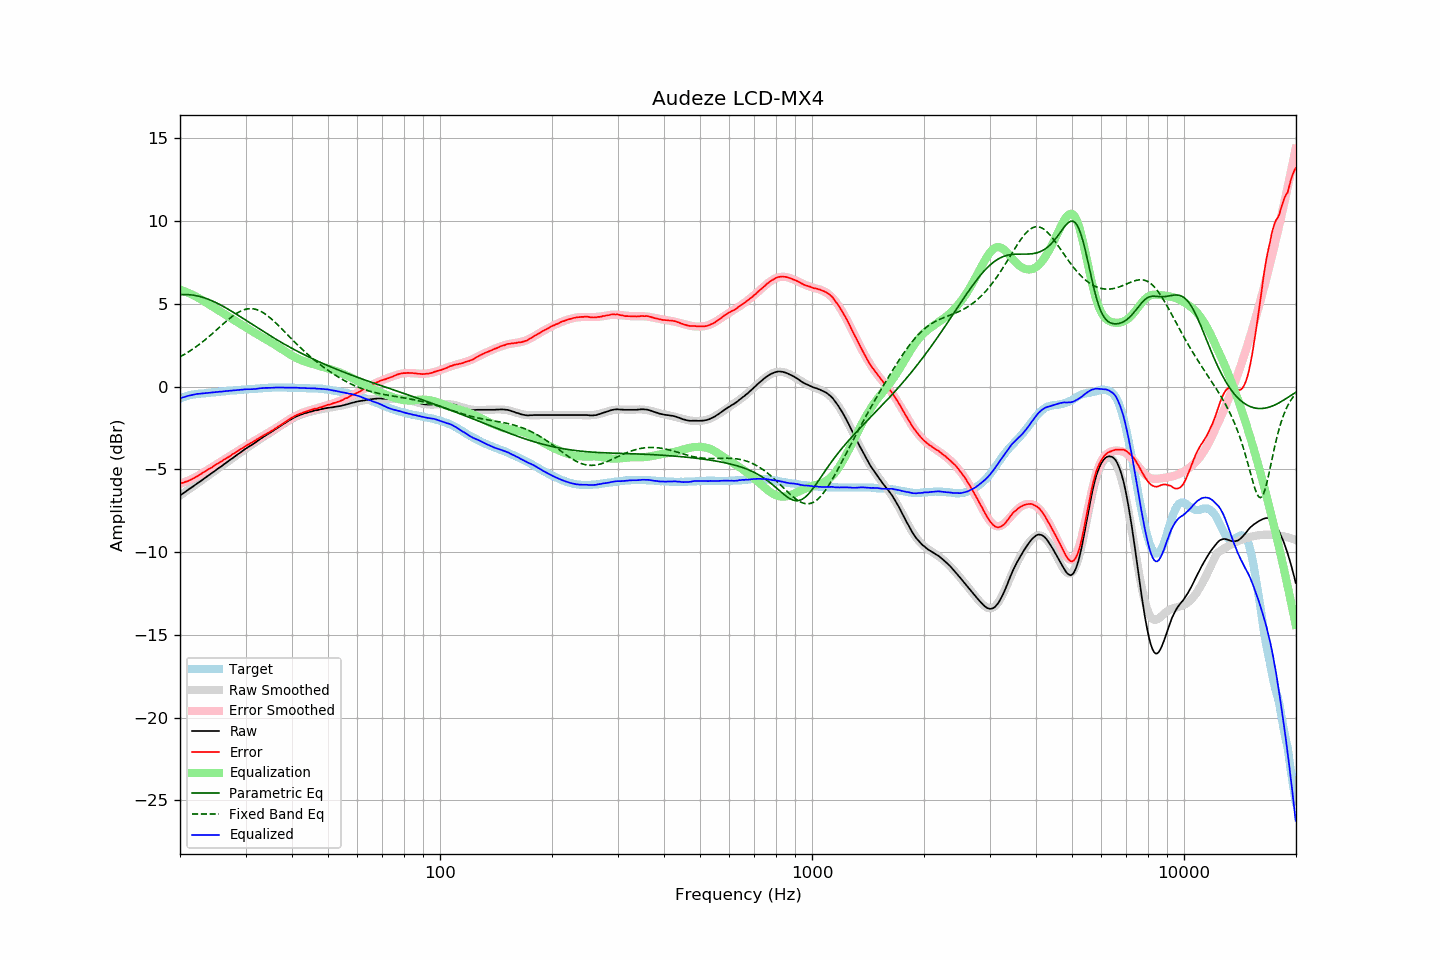 Audeze LCD-MX4
15
10
5
0
−5
−10
−15
−20
−25
Amplitude (dBr)
Target
Raw Smoothed
Error Smoothed
Raw
Error
Equalization
Parametric Eq
Fixed Band Eq
Equalized
100 1000 10000
Frequency (Hz)